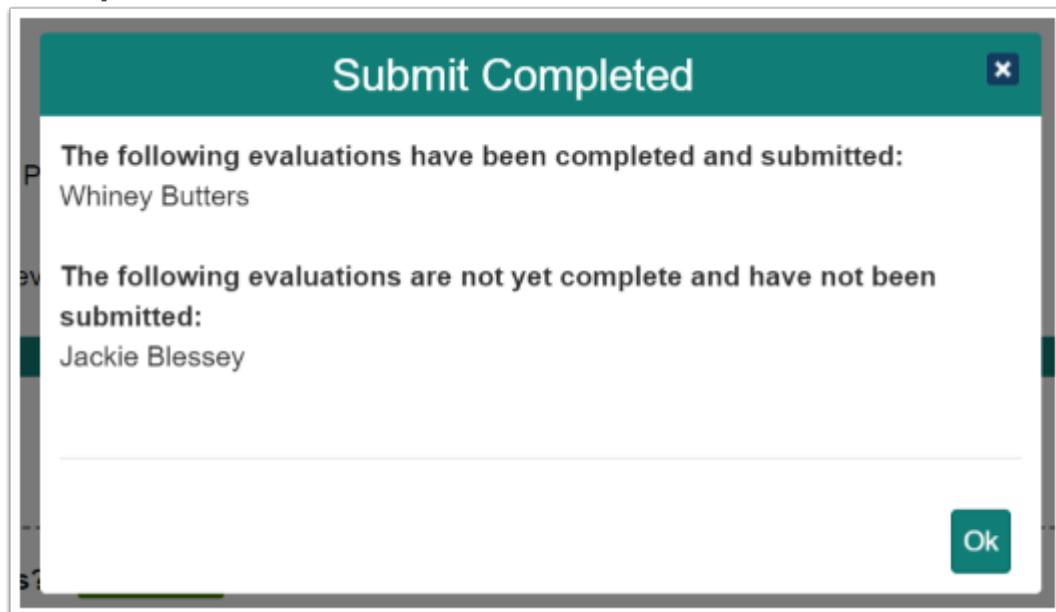 Submit Completed
The following evaluations have been completed and submitted:
Whiney Butters
The following evaluations are not yet complete and have not been
submitted:
Jackie Blessey
Ok